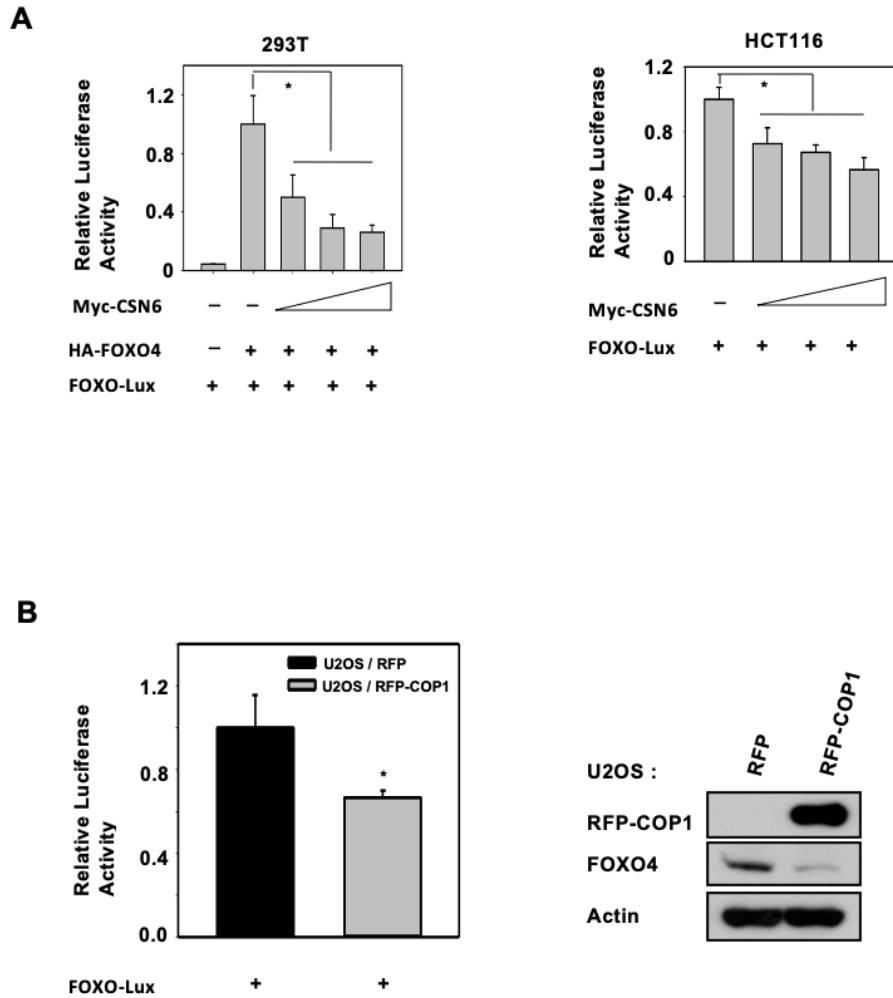 A
293T
Relative Luciferase
Activity
1.2
0.8
0.4
0
*
Myc-CSN6 – –
HA-FOXO4 – + + + +
FOXO-Lux + + + + +
HCT116
Relative Luciferase
Activity
1.2
0.8
0.4
0
*
Myc-CSN6 –
FOXO-Lux + + + +
B
Relative Luciferase
Activity
1.2
0.8
0.4
0.0
U2OS / RFP
U2OS / RFP-COP1
*
FOXO-Lux + +
U2OS : RFP RFP-COP1
RFP-COP1
FOXO4
Actin